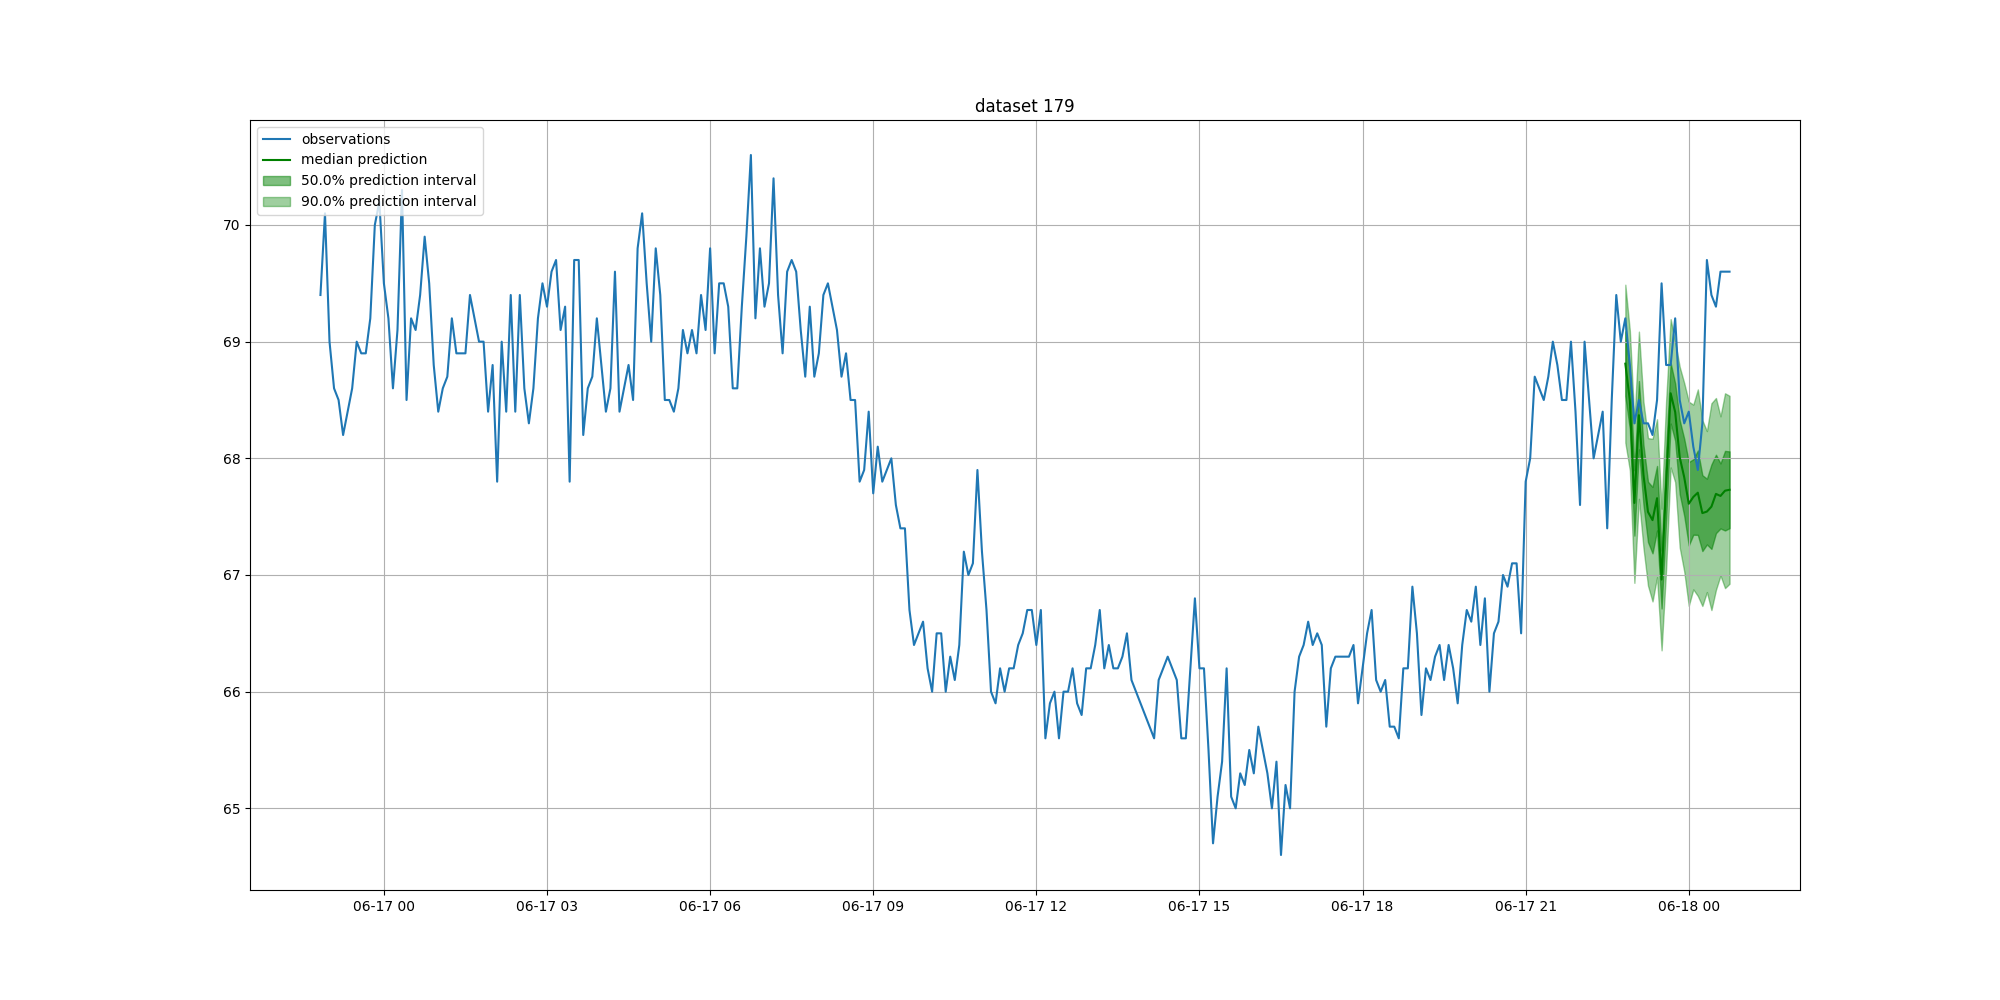 dataset 179
observations
median prediction
50.0% prediction interval
90.0% prediction interval
70
69
68
67
66
65
06-17 00 06-17 03 06-17 06 06-17 09 06-17 12 06-17 15 06-17 18 06-17 21 06-18 00